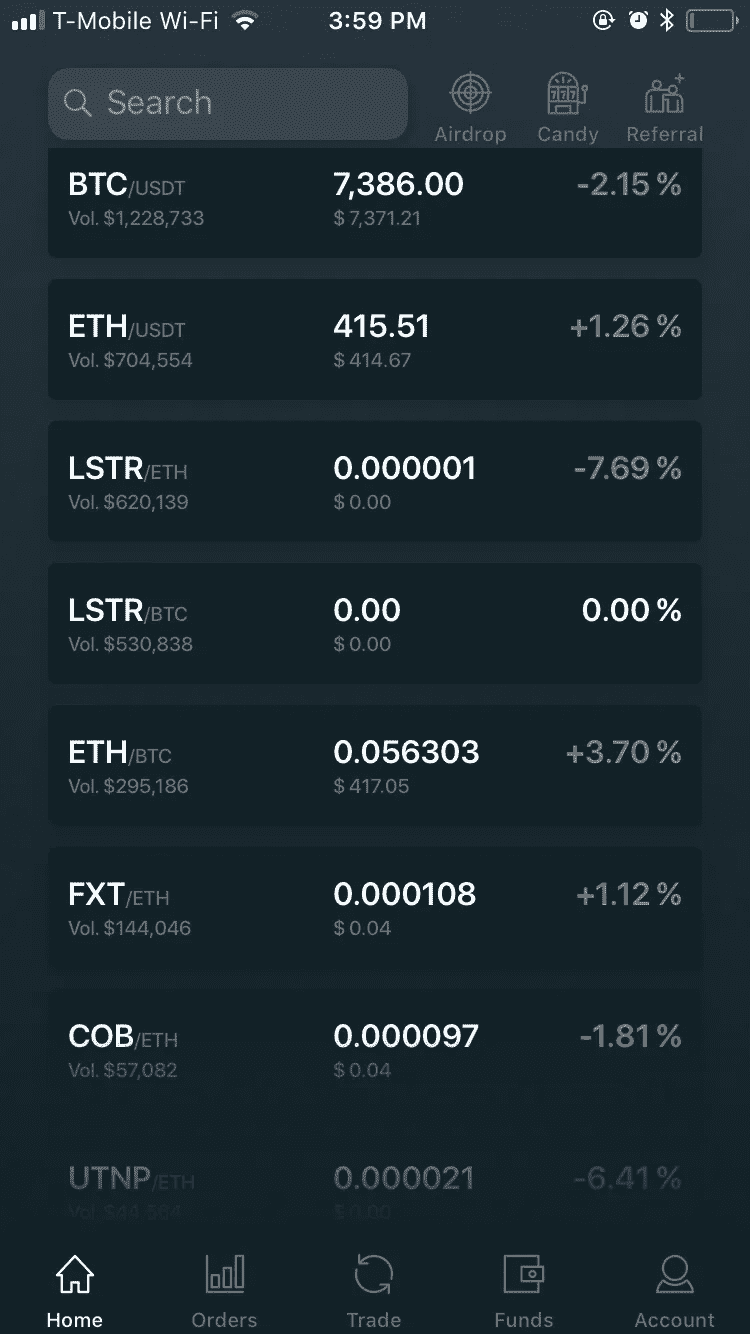 T-Mobile Wi-Fi 3:59 PM
Search
Airdrop Candy Referral
777
BTC/USDT 7,386.00 -2.15 %
Vol. $1,228,733 $ 7,371.21
ETH/USDT 415.51 +1.26 %
Vol. $704,554 $ 414.67
LSTR/ETH 0.000001 -7.69 %
Vol. $620,139 $ 0.00
LSTR/BTC 0.00 0.00 %
Vol. $530,838 $ 0.00
ETH/BTC 0.056303 +3.70 %
Vol. $295,186 $ 417.05
FXT/ETH 0.000108 +1.12 %
Vol. $144,046 $ 0.04
COB/ETH 0.000097 -1.81 %
Vol. $57,082 $ 0.04
UTNP/ETH 0.000021 -6.41 %
Vol. $44,564 $ 0.00
Home Orders Trade Funds Account